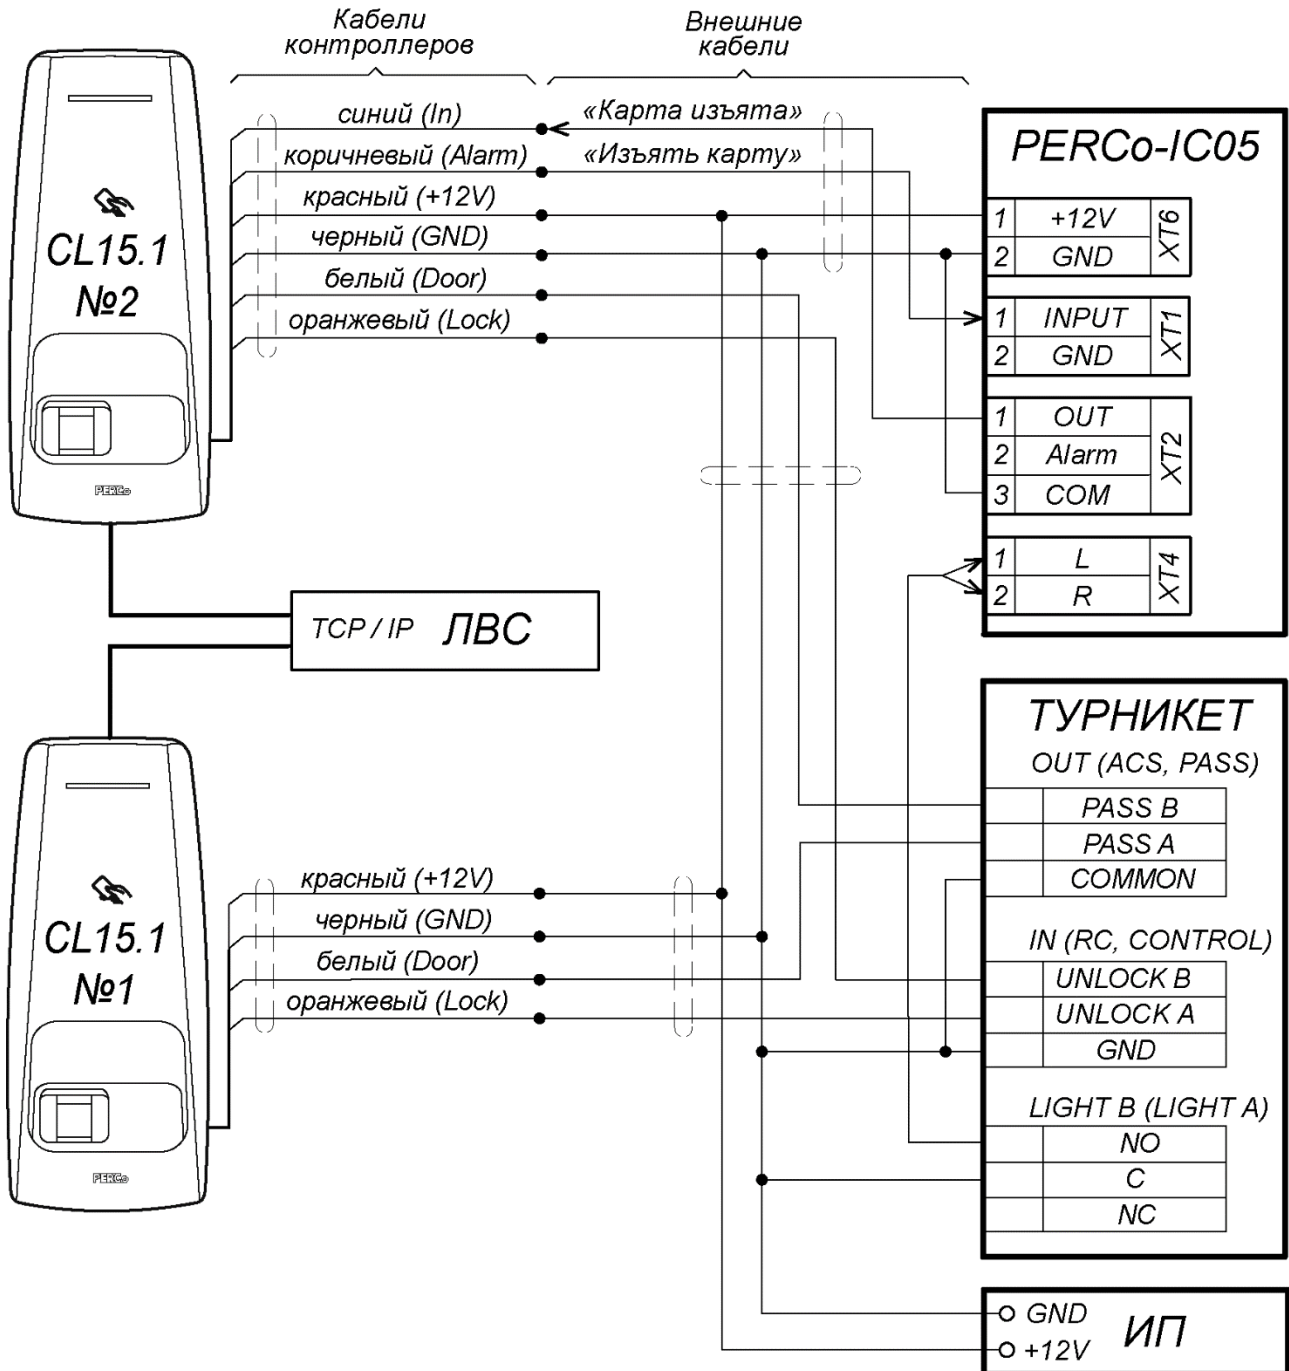 Кабели
контроллеров
Внешние
кабели
синий (In)
«Карта изъята»
коричневый (Alarm)
«Изъять карту»
красный (+12V)
черный (GND)
белый (Door)
оранжевый (Lock)
CL15.1
№2
PERCo
PERCo-IC05
1 +12V
2 GND
XT6
1 INPUT
2 GND
XT1
1 OUT
2 Alarm
3 COM
XT2
1 L
2 R
XT4
TCP / IP ЛВС
CL15.1
№1
PERCo
красный (+12V)
черный (GND)
белый (Door)
оранжевый (Lock)
ТУРНИКЕТ
OUT (ACS, PASS)
PASS B
PASS A
COMMON
IN (RC, CONTROL)
UNLOCK B
UNLOCK A
GND
LIGHT B (LIGHT A)
NO
C
NC
GND
+12V
ИП